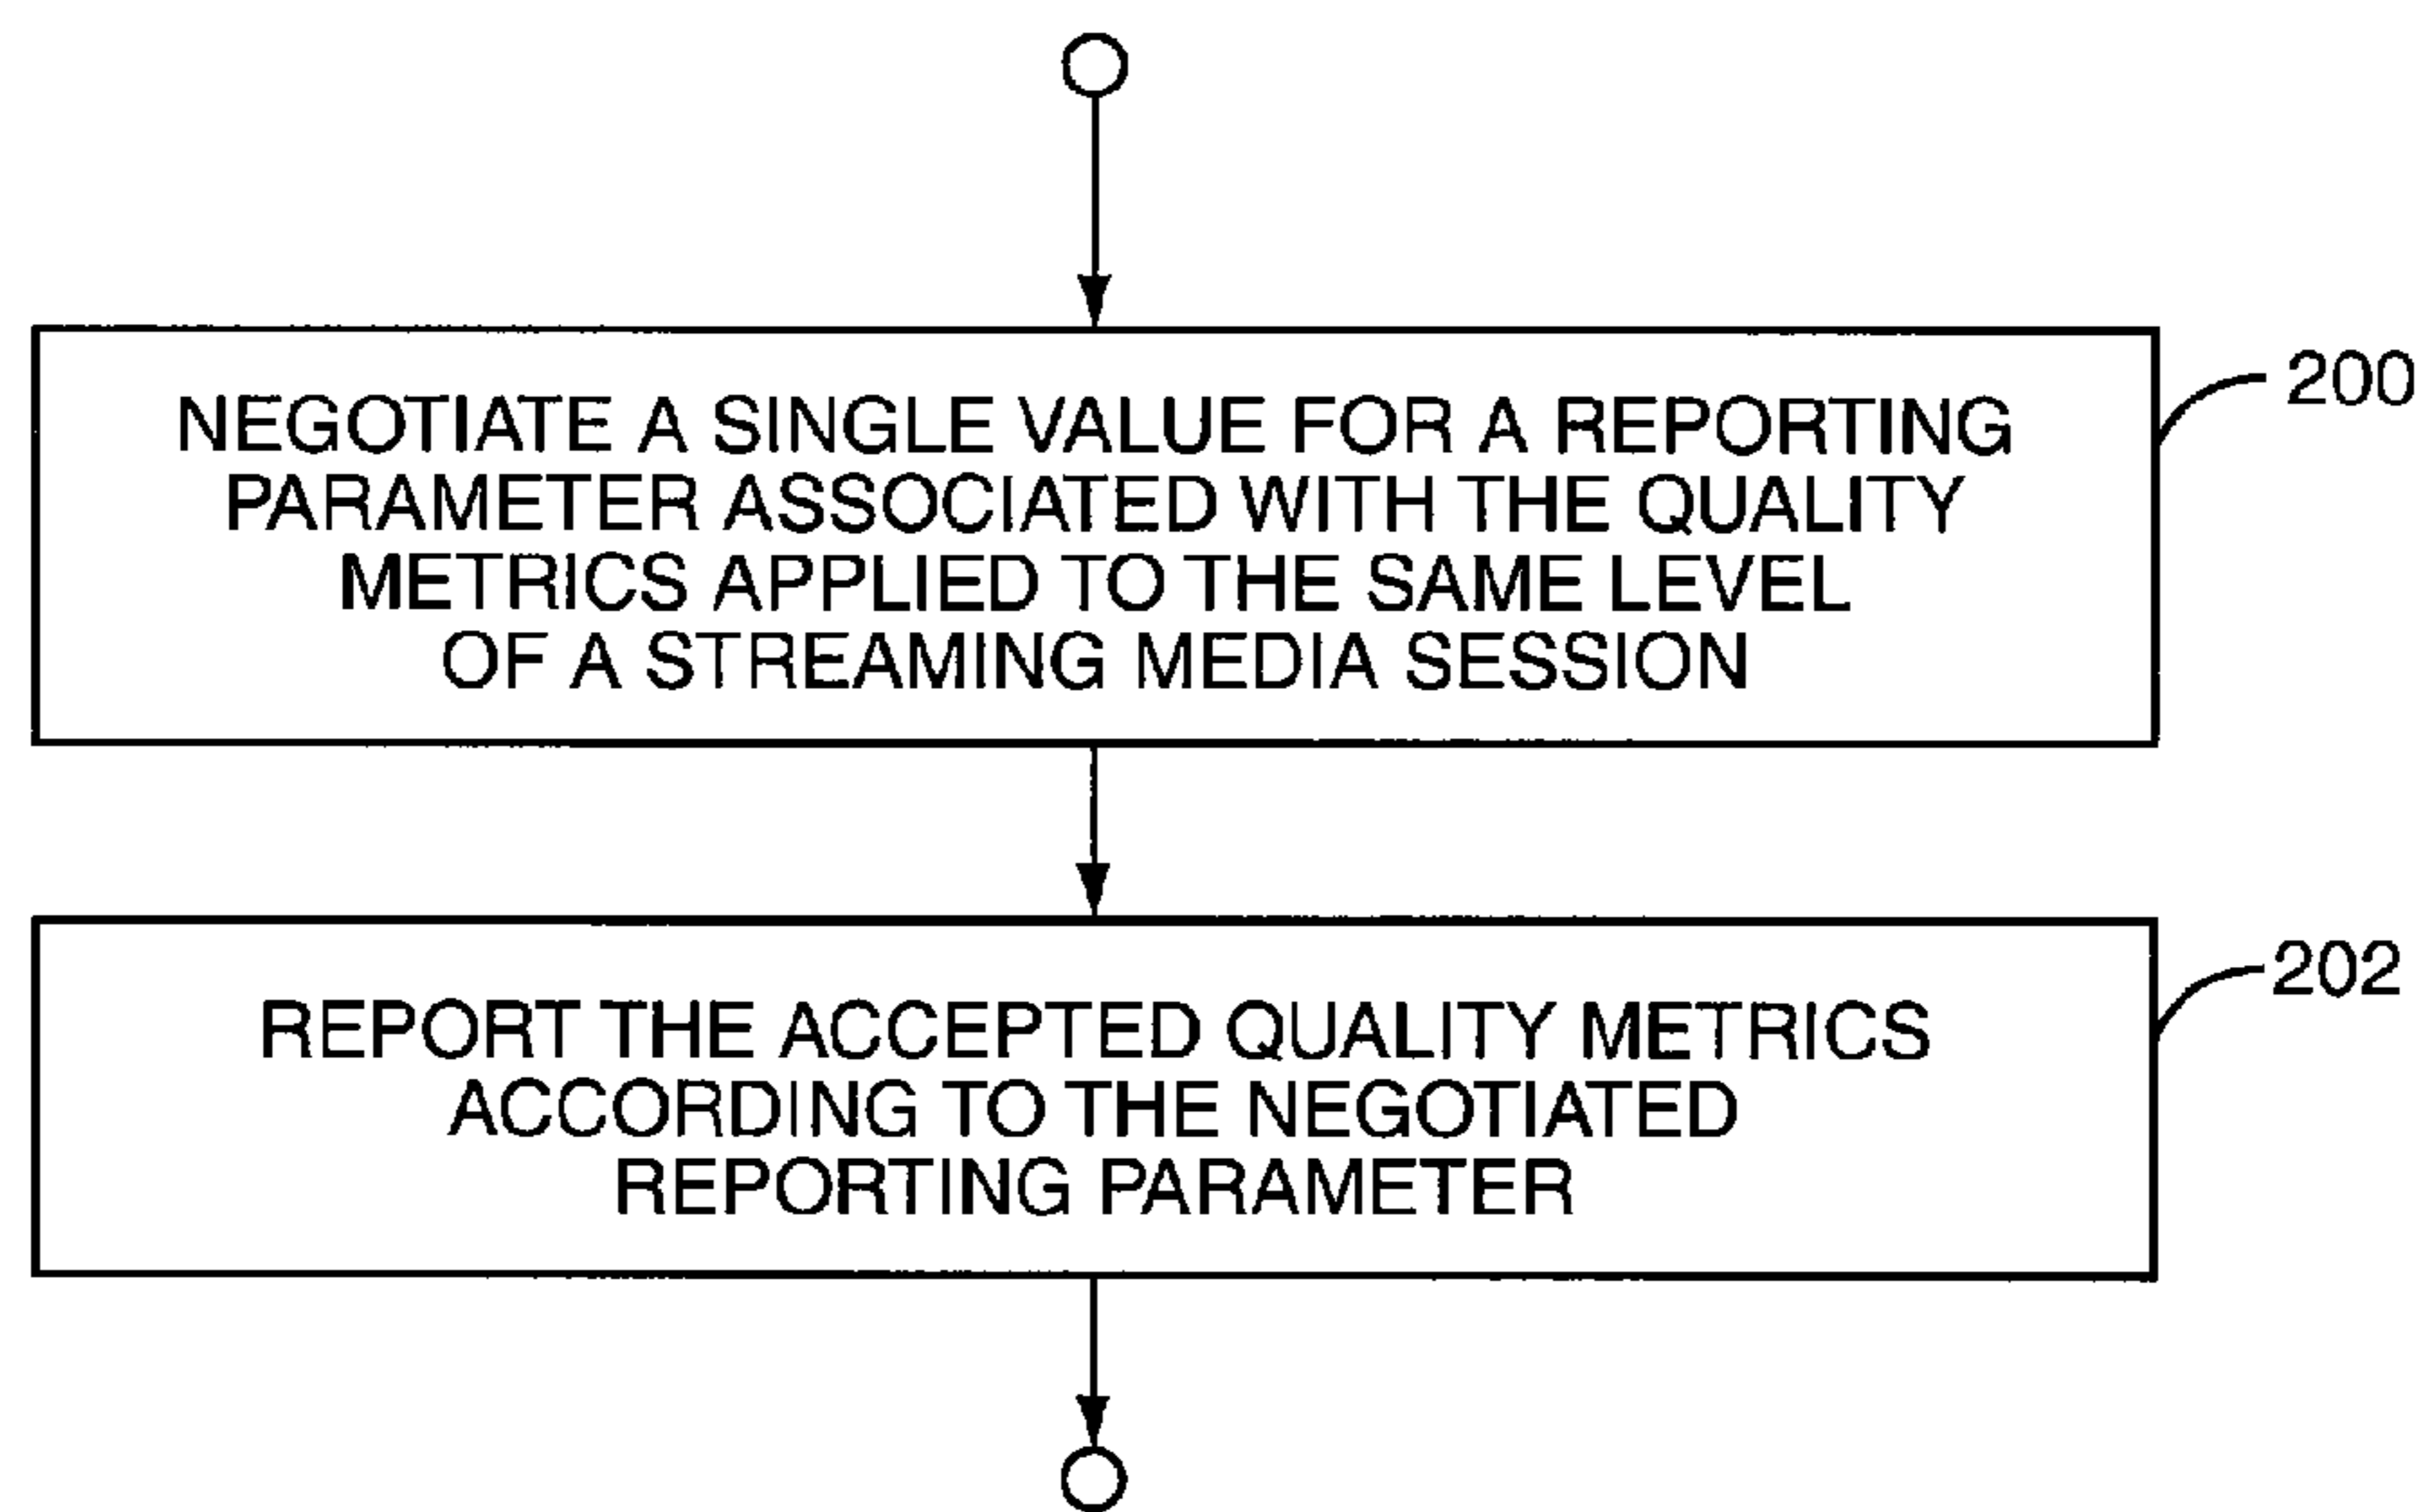 NEGOTIATE A SINGLE VALUE FOR A REPORTING
PARAMETER ASSOCIATED WITH THE QUALITY
METRICS APPLIED TO THE SAME LEVEL
OF A STREAMING MEDIA SESSION
200
REPORT THE ACCEPTED QUALITY METRICS
ACCORDING TO THE NEGOTIATED
REPORTING PARAMETER
202